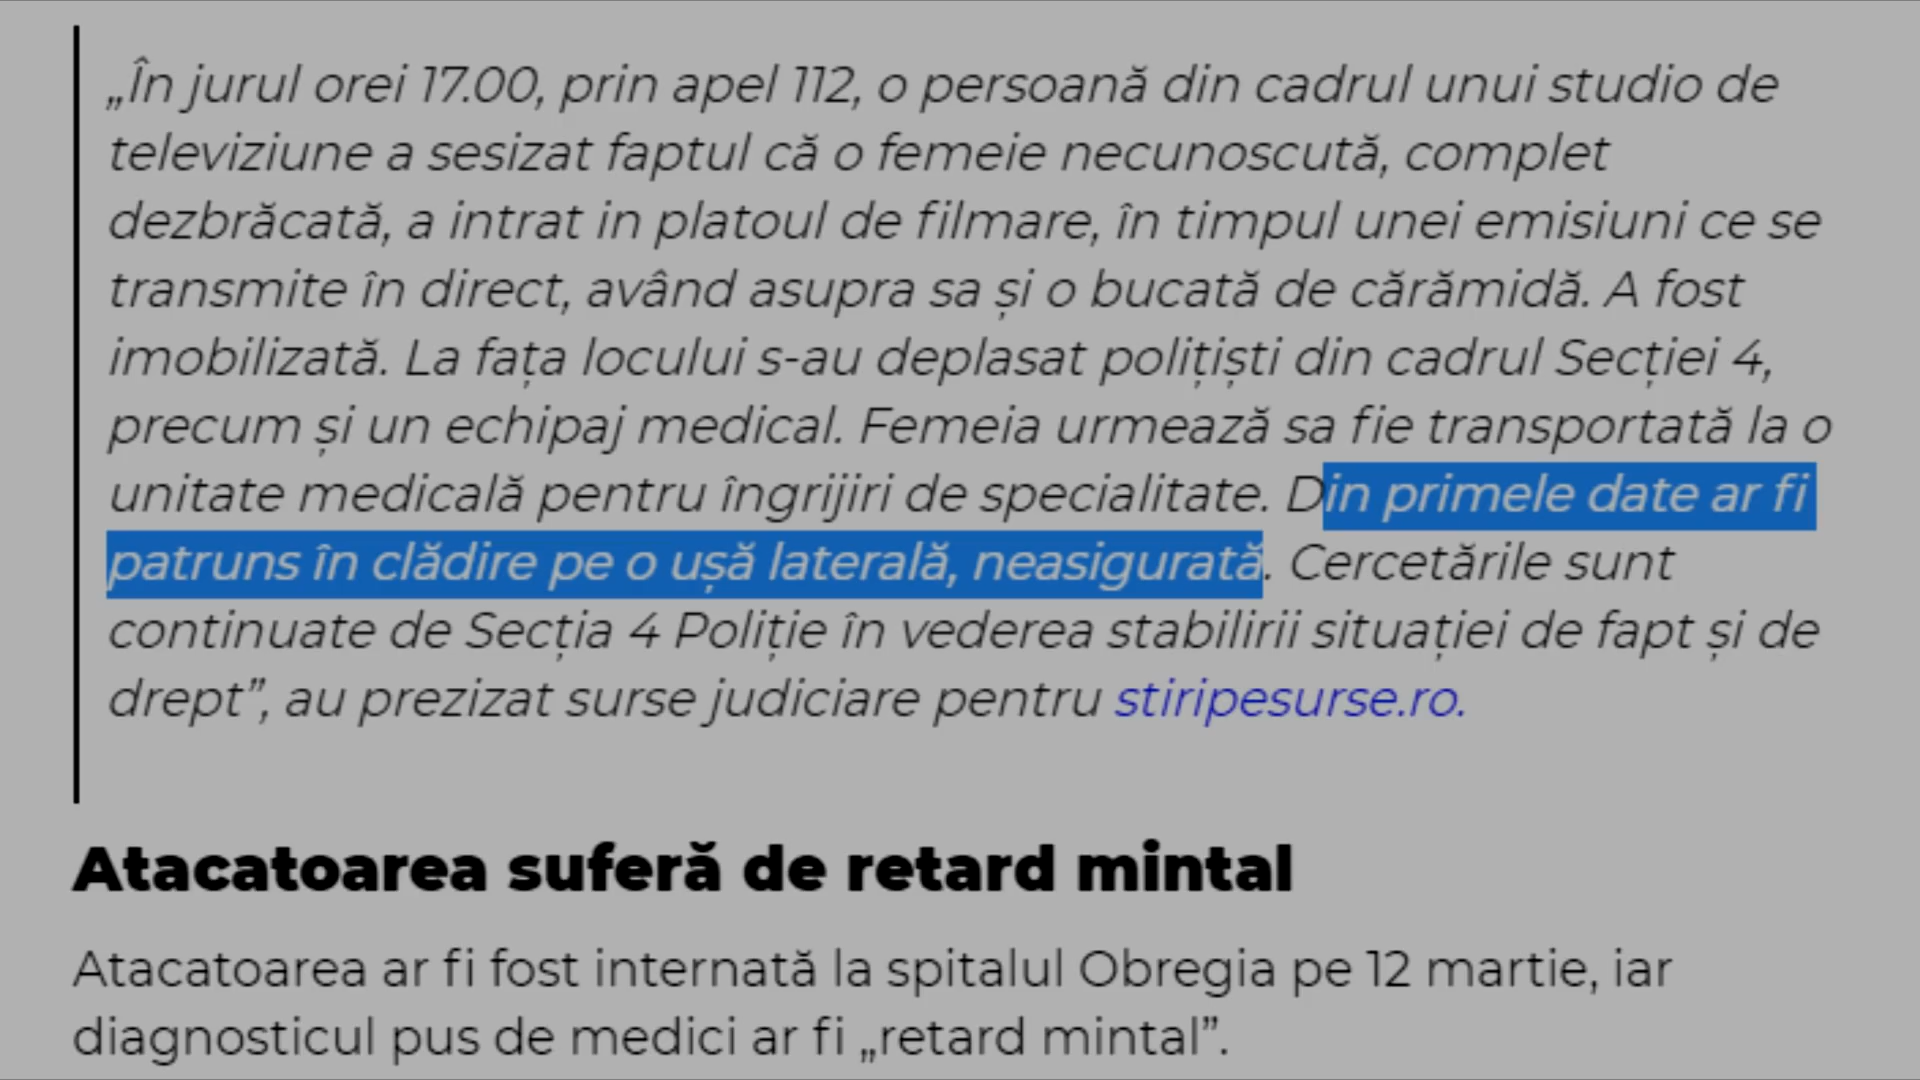 „În jurul orei 17.00, prin apel 112, o persoană din cadrul unui studio de
televiziune a sesizat faptul că o femeie necunoscută, complet
dezbrăcată, a intrat in platoul de filmare, în timpul unei emisiuni ce se
transmite în direct, având asupra sa și o bucată de cărămidă. A fost
imobilizată. La fața locului s-au deplasat polițiști din cadrul Secției 4,
precum și un echipaj medical. Femeia urmează sa fie transportată la o
unitate medicală pentru îngrijiri de specialitate. Din primele date ar fi
patruns în clădire pe o ușă laterală, neasigurată. Cercetările sunt
continuate de Secția 4 Poliție în vederea stabilirii situației de fapt și de
drept”, au prezizat surse judiciare pentru stiripesurse.ro.
Atacatoarea suferă de retard mintal
Atacatoarea ar fi fost internată la spitalul Obregia pe 12 martie, iar
diagnosticul pus de medici ar fi „retard mintal”.